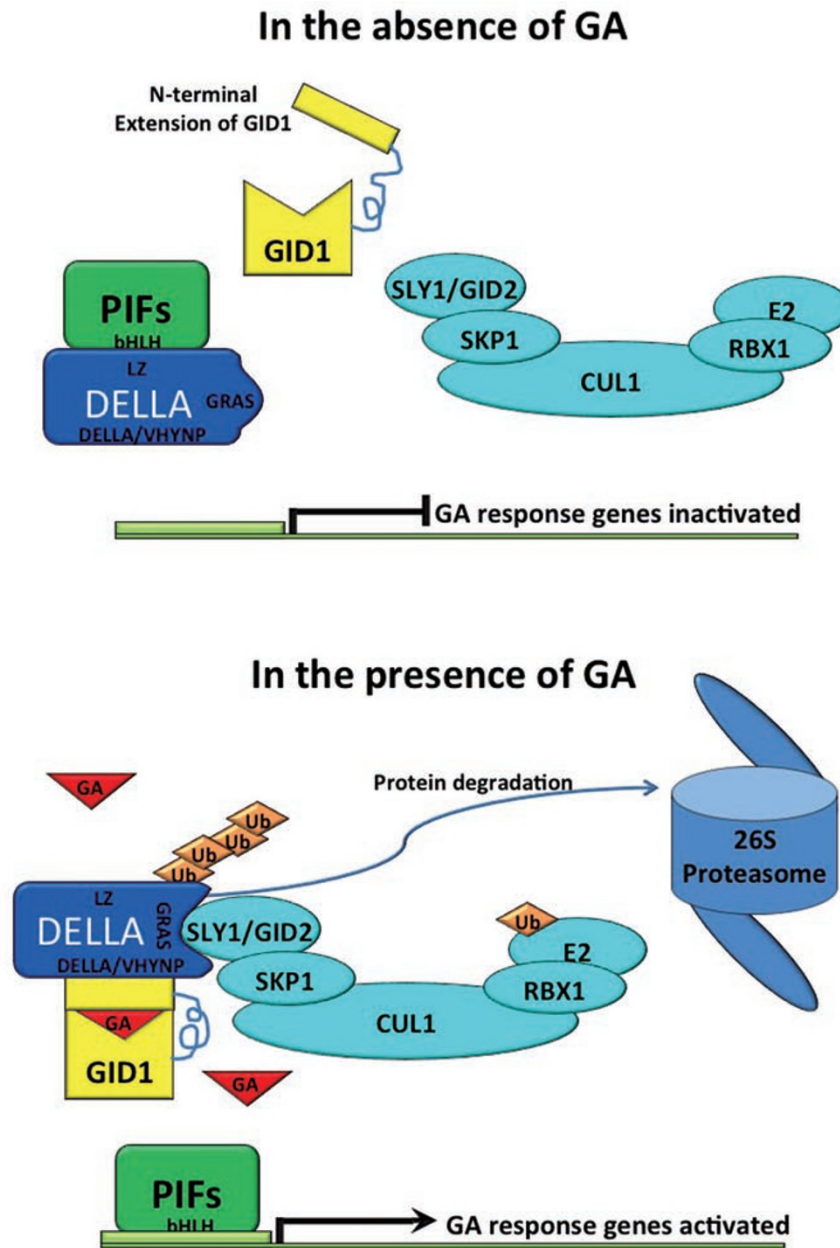 In the absence of GA
N-terminal
Extension of GID1
GID1
PIFs
bHLH
LZ
DELLA
GRAS
DELLA/VHYNP
SLY1/GID2
SKP1
CUL1
RBX1
E2
GA response genes inactivated
In the presence of GA
GA
Protein degradation
26S
Proteasome
Ub
Ub
Ub
Ub
LZ
DELLA
GRAS
DELLA/VHYNP
SLY1/GID2
SKP1
CUL1
RBX1
E2
Ub
GA
GID1
GA
PIFs
bHLH
GA response genes activated